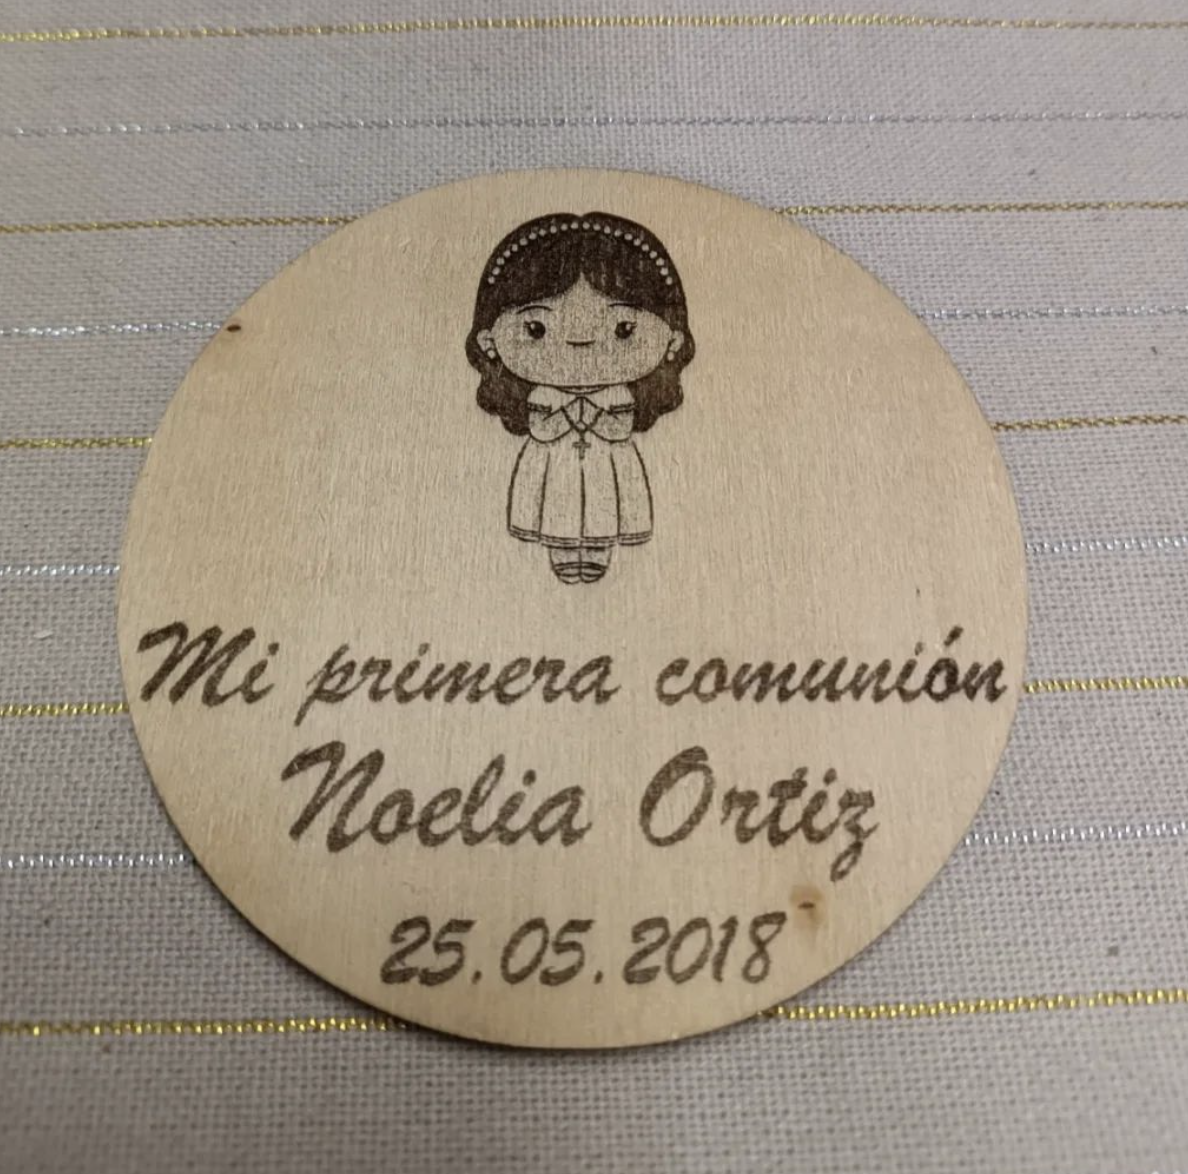 Mi primera comunión
Noelia Ortiz
25.05.2018